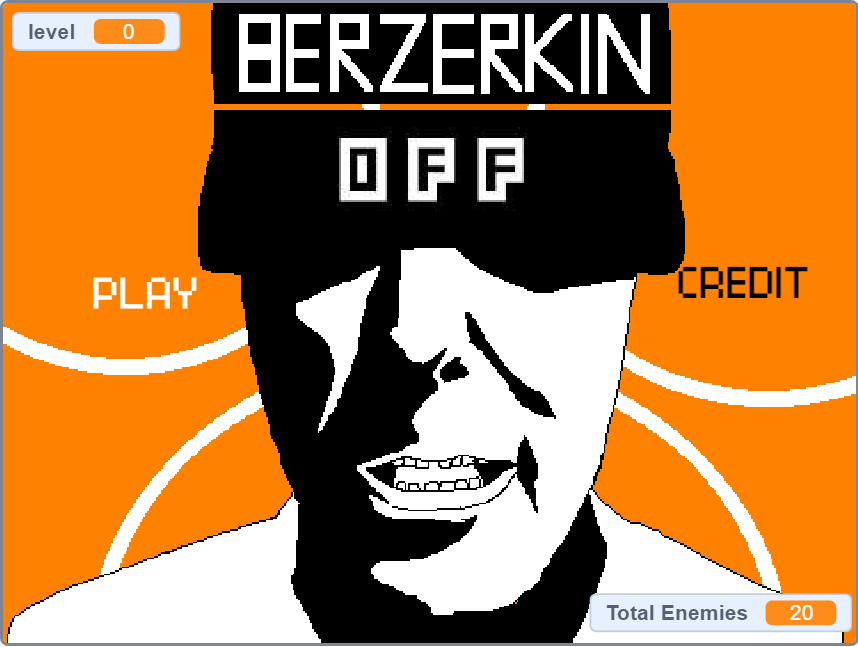 level 0
BERZERKIN
OFF
PLAY
CREDIT
Total Enemies 20